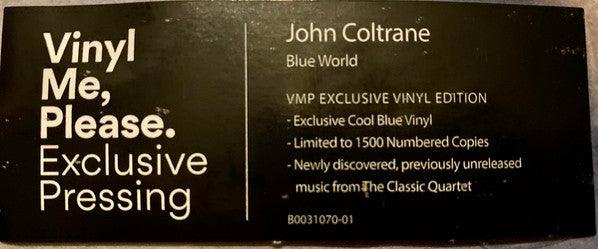 Vinyl
Me,
Please.
Exclusive
Pressing
John Coltrane
Blue World
VMP EXCLUSIVE VINYL EDITION
- Exclusive Cool Blue Vinyl
- Limited to 1500 Numbered Copies
- Newly discovered, previously unreleased
music from The Classic Quartet
B0031070-01